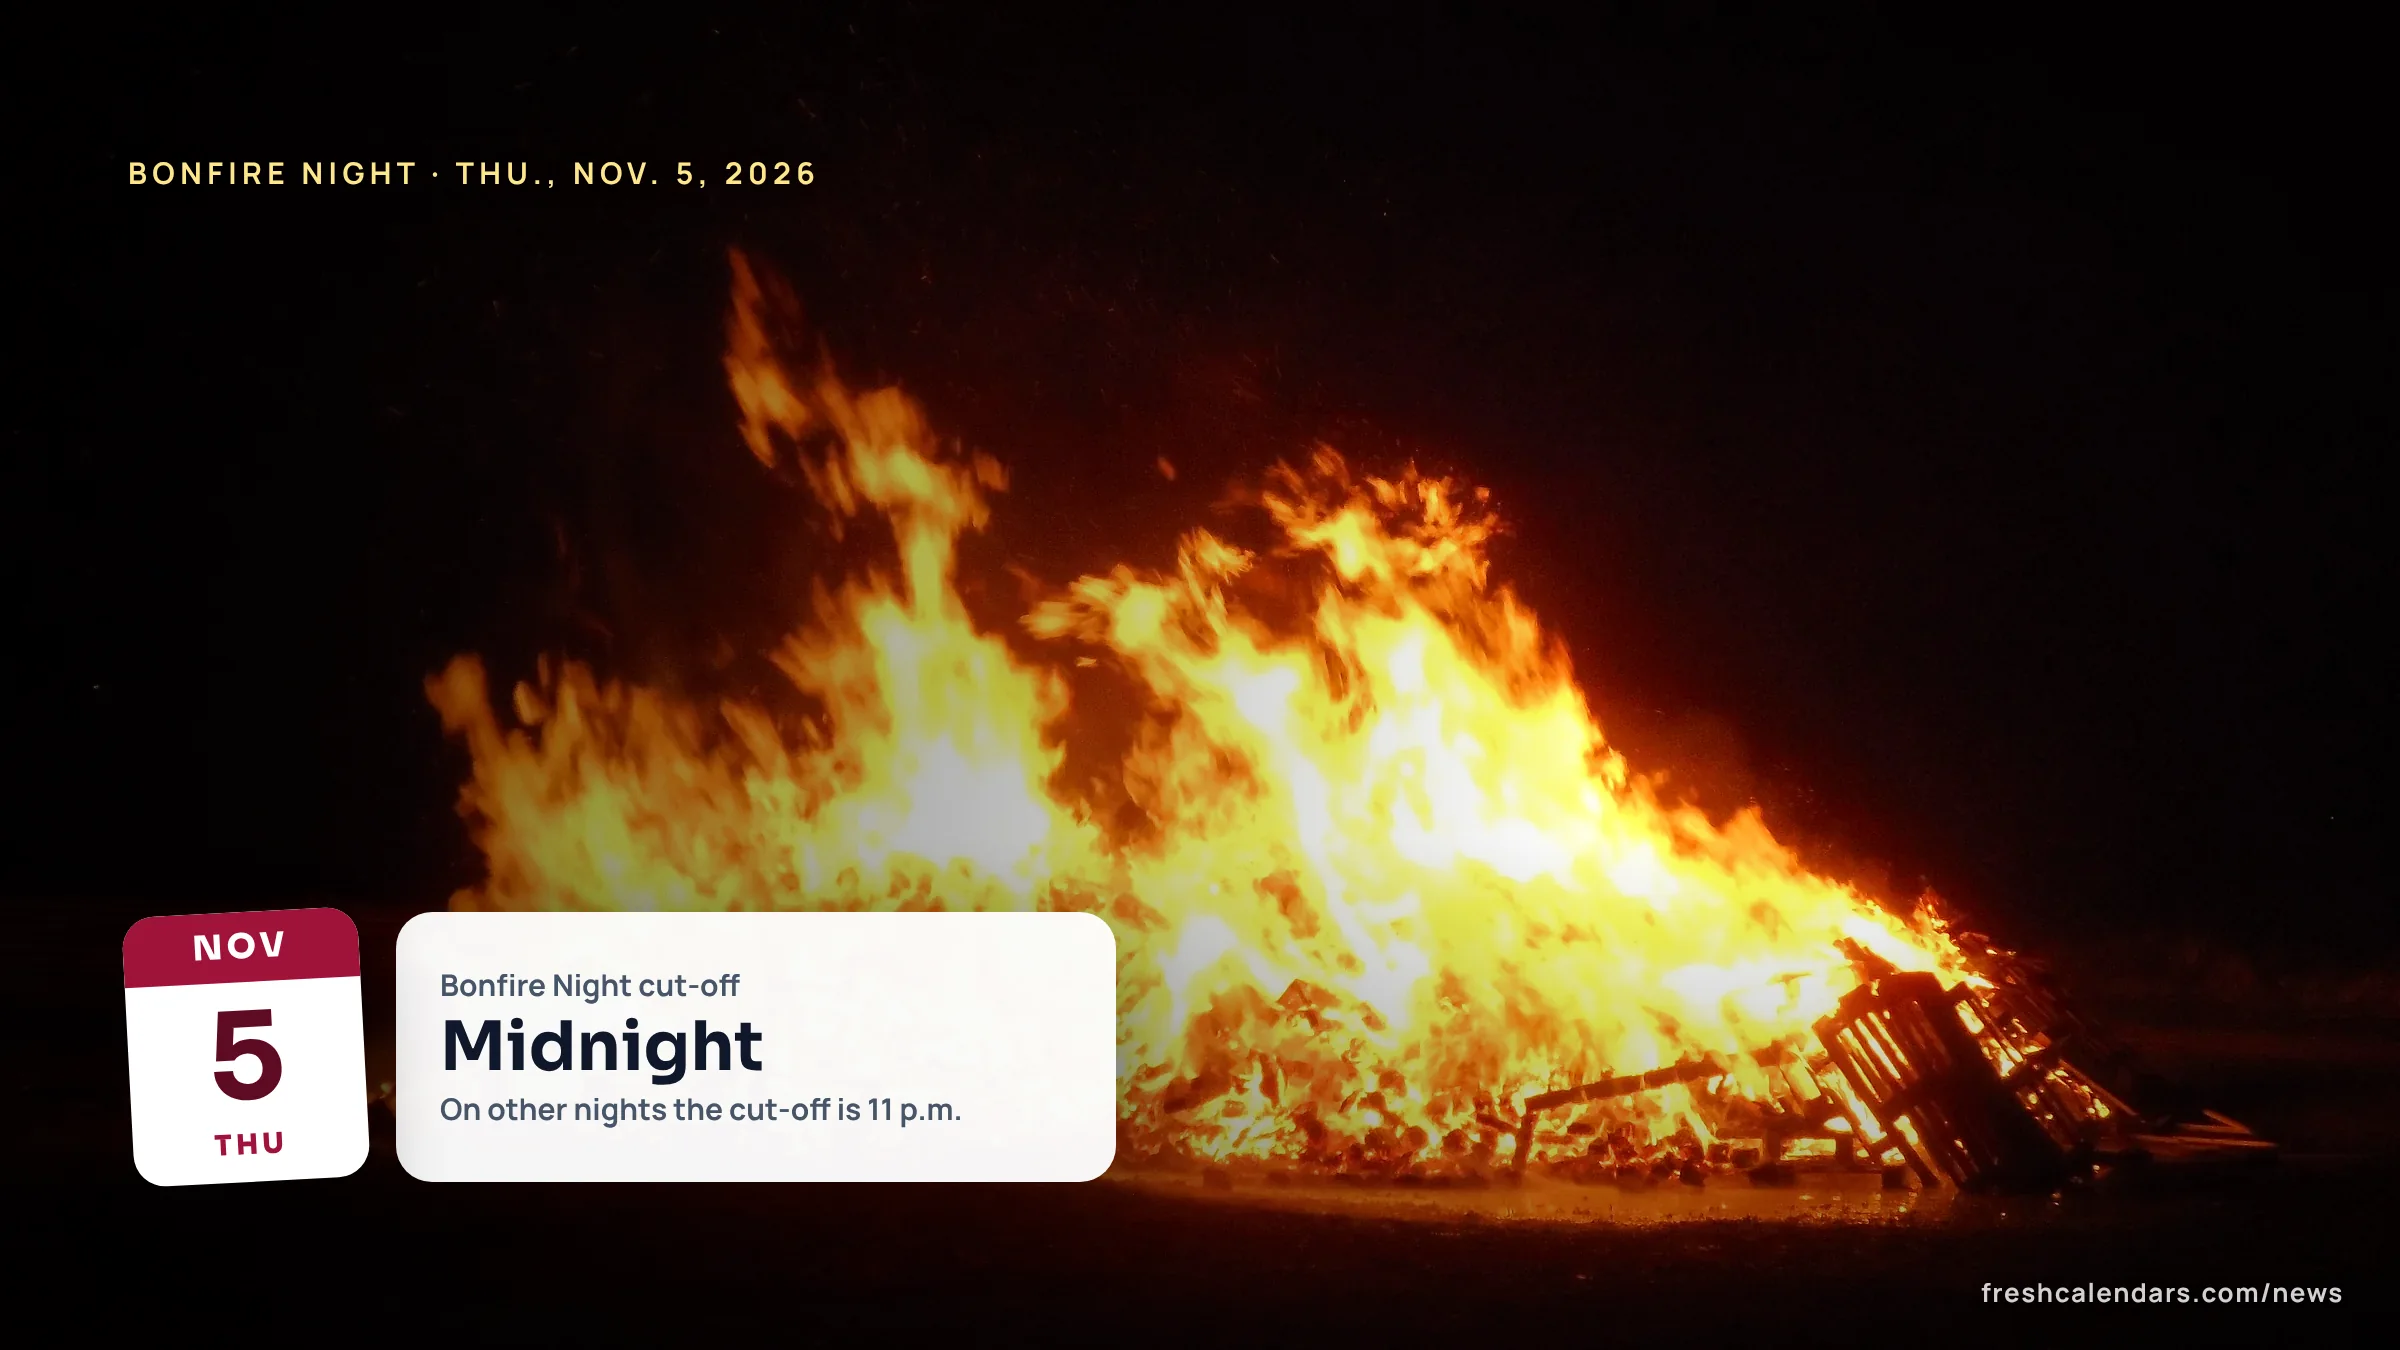 BONFIRE NIGHT · THU., NOV. 5, 2026
NOV
5
THU
Bonfire Night cut-off
Midnight
On other nights the cut-off is 11 p.m.
freshcalendars.com/news